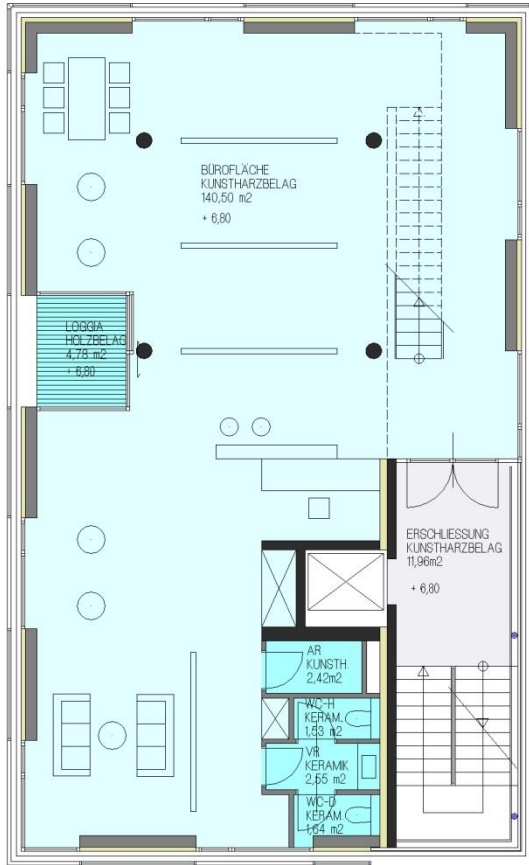 BÜROFLÄCHE
KUNSTHARZBELAG
140,50 m2
+ 6,80
LOGGIA
HOLZBELAG
4,78 m2
+ 6,80
ERSCHLIESSUNG
KUNSTHARZBELAG
11,96m2
+ 6,80
AR
KUNSTH.
2,42m2
WC-H
KERAM.
1,53 m2
VR
KERAMIK
2,55 m2
WC-D
KERAM.
1,64 m2